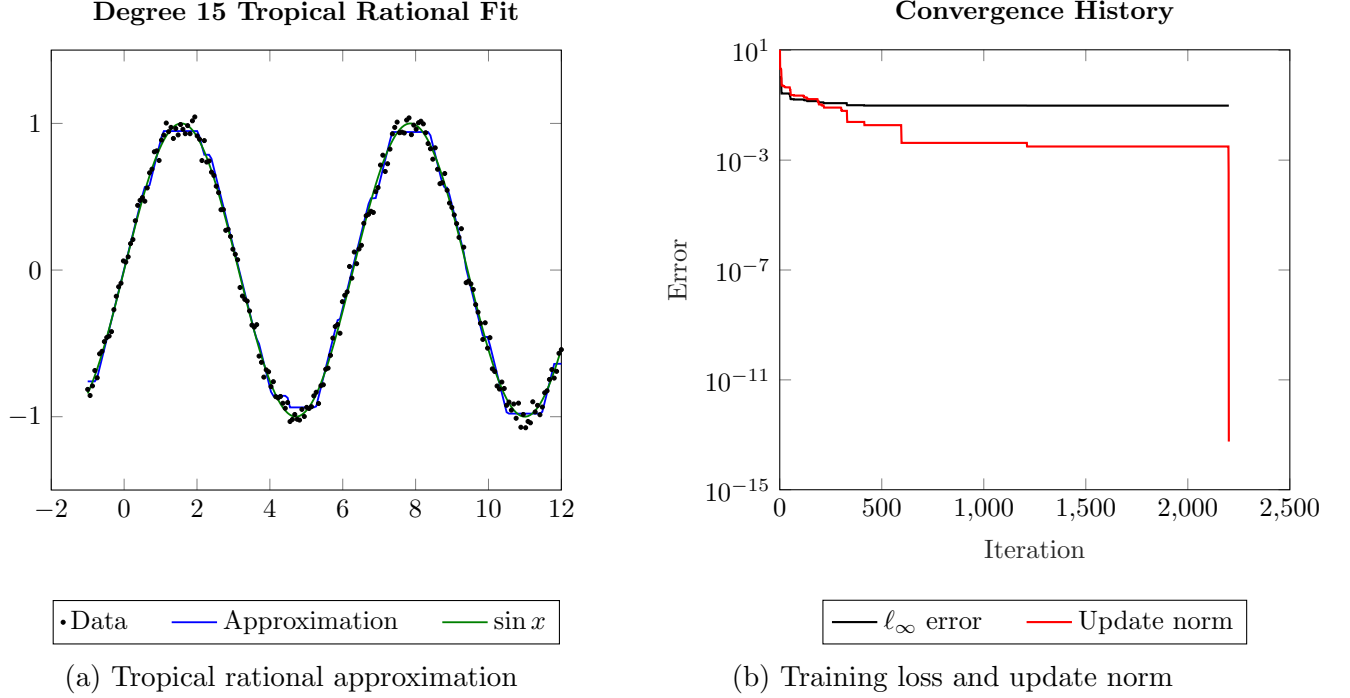 Degree 15 Tropical Rational Fit
1
0
−1
−2 0 2 4 6 8 10 12
Data Approximation sin x
(a) Tropical rational approximation
Convergence History
10^1
10^−3
10^−7
10^−11
10^−15
Error
0 500 1,000 1,500 2,000 2,500
Iteration
ℓ∞ error Update norm
(b) Training loss and update norm